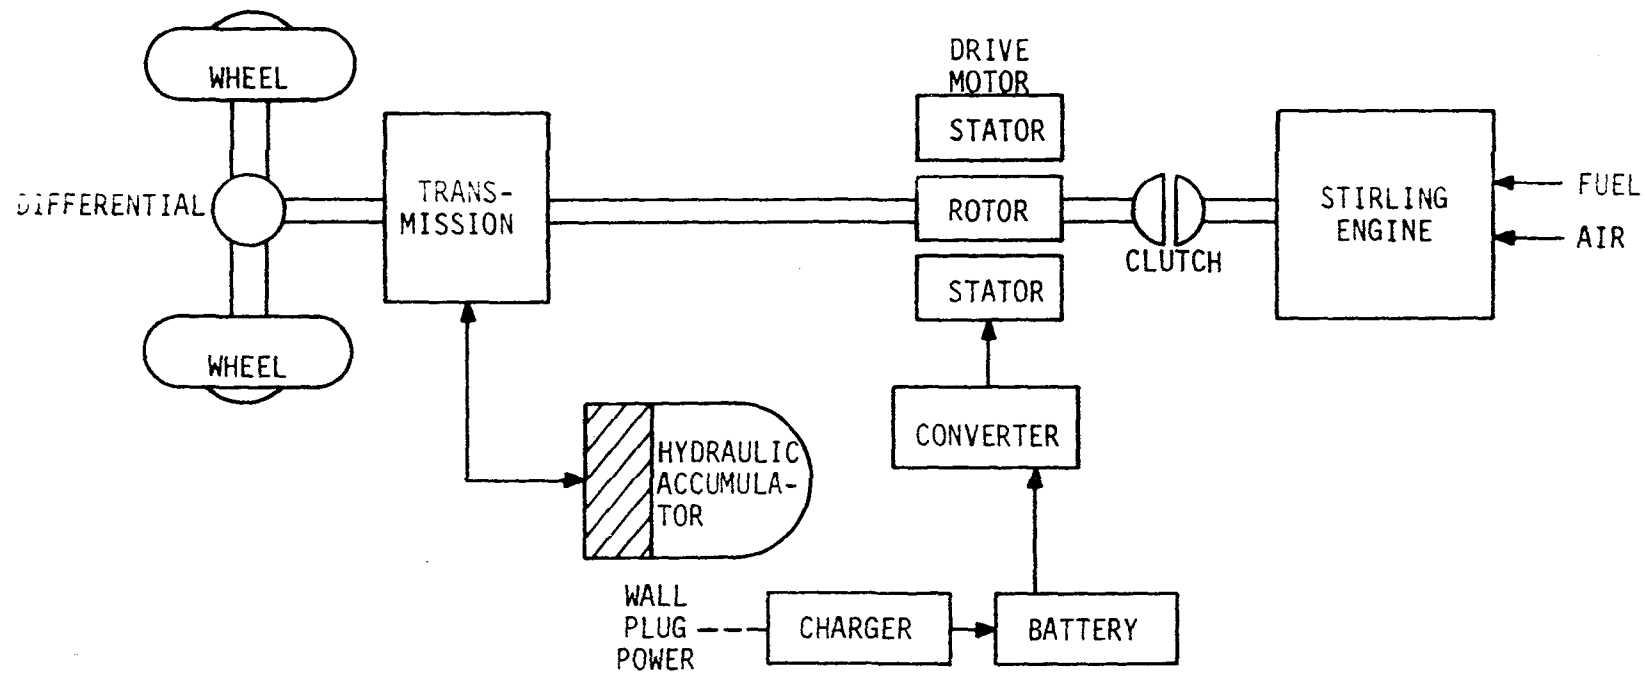 DRIVE
MOTOR
WHEEL
STATOR
DIFFERENTIAL
TRANS-
MISSION
ROTOR
CLUTCH
STIRLING
ENGINE
FUEL
AIR
STATOR
WHEEL
CONVERTER
HYDRAULIC
ACCUMULA-
TOR
WALL
PLUG
POWER
CHARGER
BATTERY